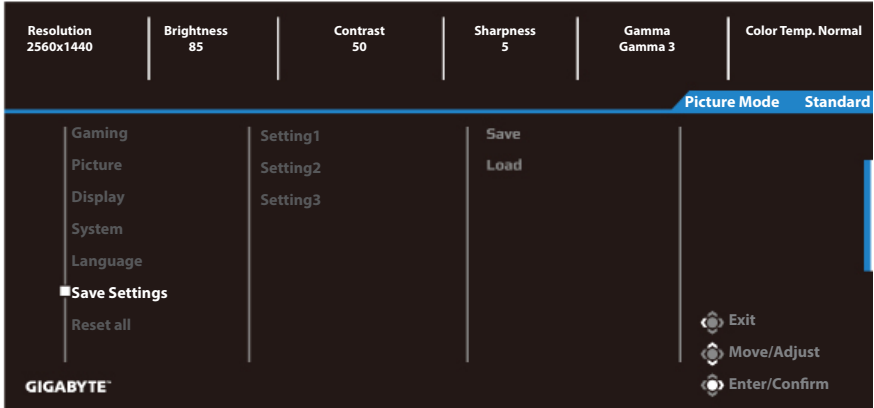 Resolution
2560x1440
Brightness
85
Contrast
50
Sharpness
5
Gamma
Gamma 3
Color Temp. Normal
Picture Mode Standard
Gaming
Picture
Display
System
Language
Save Settings
Reset all
Setting1
Setting2
Setting3
Save
Load
Exit
Move/Adjust
Enter/Confirm
GIGABYTE™